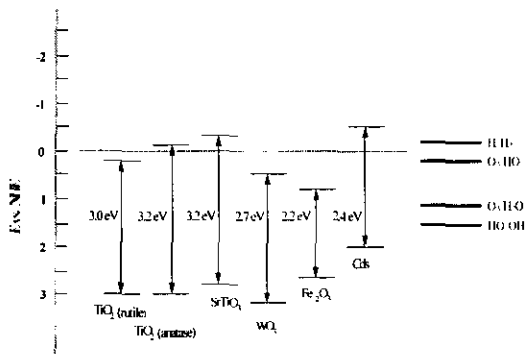 E vs NHE
-2
-1
0
1
2
3
3.0 eV
3.2 eV
3.2 eV
2.7 eV
2.2 eV
2.4 eV
TiO2 (rutile)
TiO2 (anatase)
SrTiO3
WO3
Fe2O3
Cds